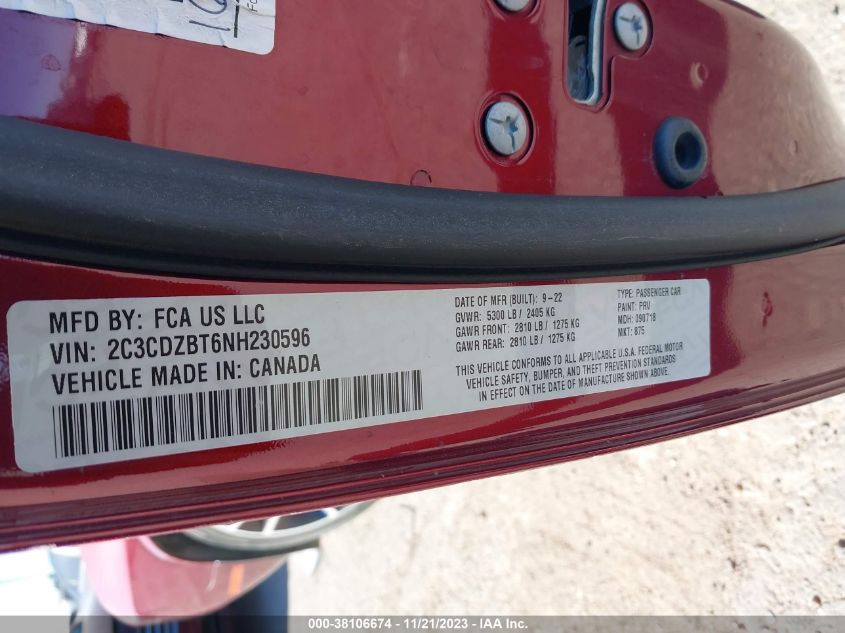 MFD BY: FCA US LLC
VIN: 2C3CDZBT6NH230596
VEHICLE MADE IN: CANADA
DATE OF MFR (BUILT): 9-22
GVWR: 5300 LB / 2405 KG
GAWR FRONT: 2810 LB / 1275 KG
GAWR REAR: 2810 LB / 1275 KG
TYPE: PASSENGER CAR
PAINT: PRU
MDH: 090718
MKT: 875
THIS VEHICLE CONFORMS TO ALL APPLICABLE U.S.A. FEDERAL MOTOR
VEHICLE SAFETY, BUMPER, AND THEFT PREVENTION STANDARDS
IN EFFECT ON THE DATE OF MANUFACTURE SHOWN ABOVE.
000-38106674 - 11/21/2023 - IAA Inc.